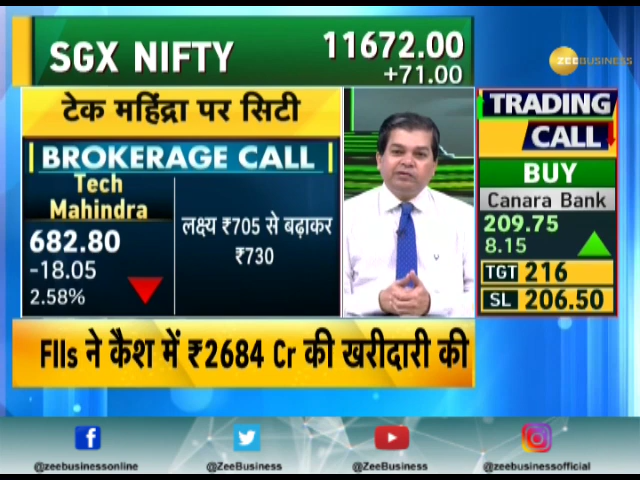 SGX NIFTY
11672.00
+71.00
ZEEBUSINESS
टेक महिंद्रा पर सिटी
BROKERAGE CALL
Tech
Mahindra
682.80
-18.05
2.58%
लक्ष्य ₹705 से बढ़ाकर
₹730
TRADING
CALL
BUY
Canara Bank
209.75
8.15
TGT 216
SL 206.50
FIIs ने कैश में ₹2684 Cr की खरीदारी की
@zeebusinessonline
@ZeeBusiness
@ZeeBusiness
@zeebusinessofficial